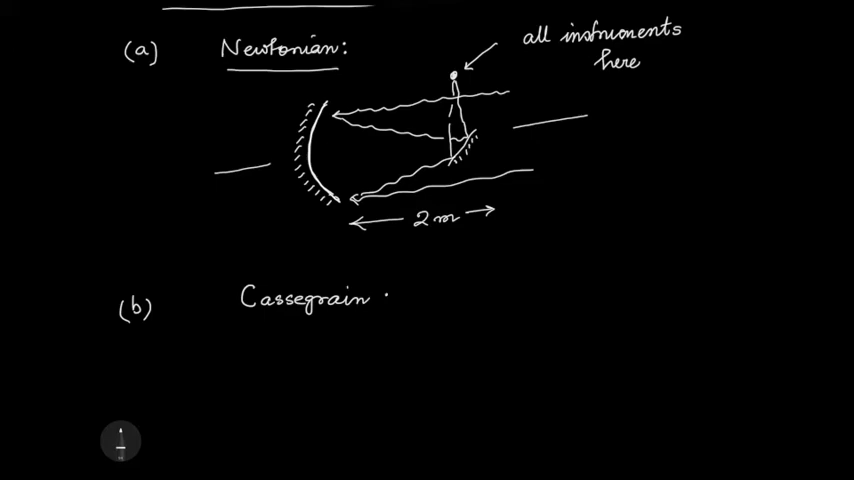 (a) Newtonian:
all instruments
here
2m
(b) Cassegrain